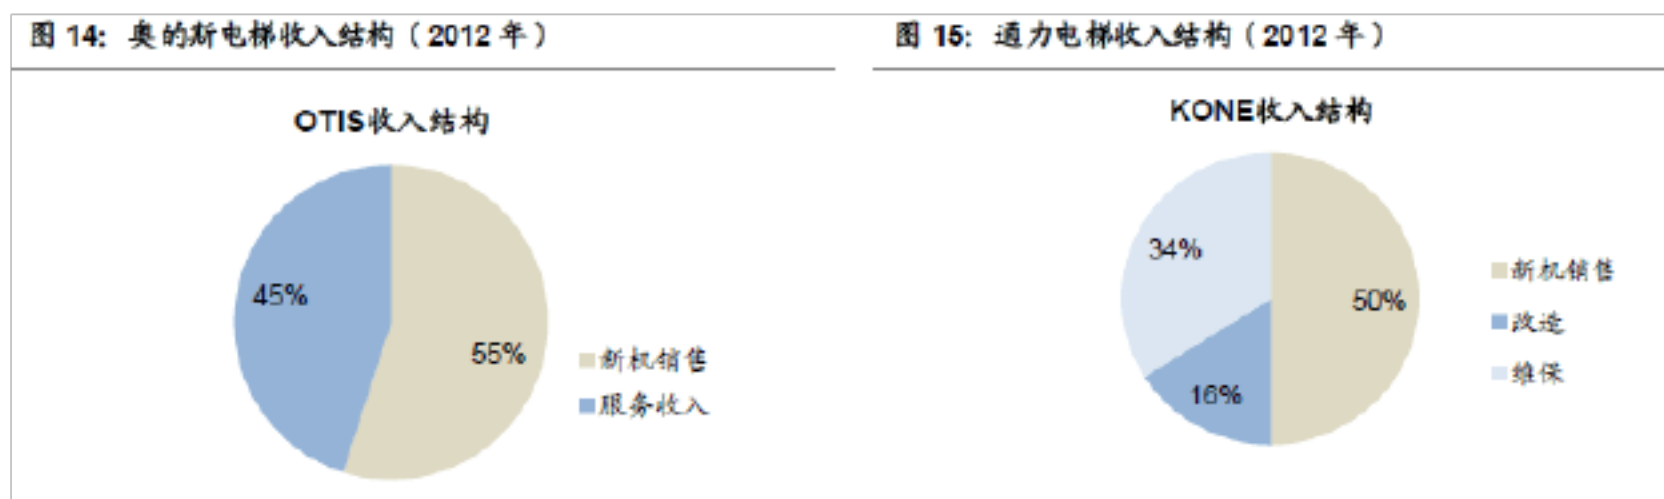 图 14：奥的斯电梯收入结构（2012 年）
OTIS收入结构
45%
55%
新机销售
服务收入
图 15：通力电梯收入结构（2012 年）
KONE收入结构
34%
50%
16%
新机销售
改造
维保